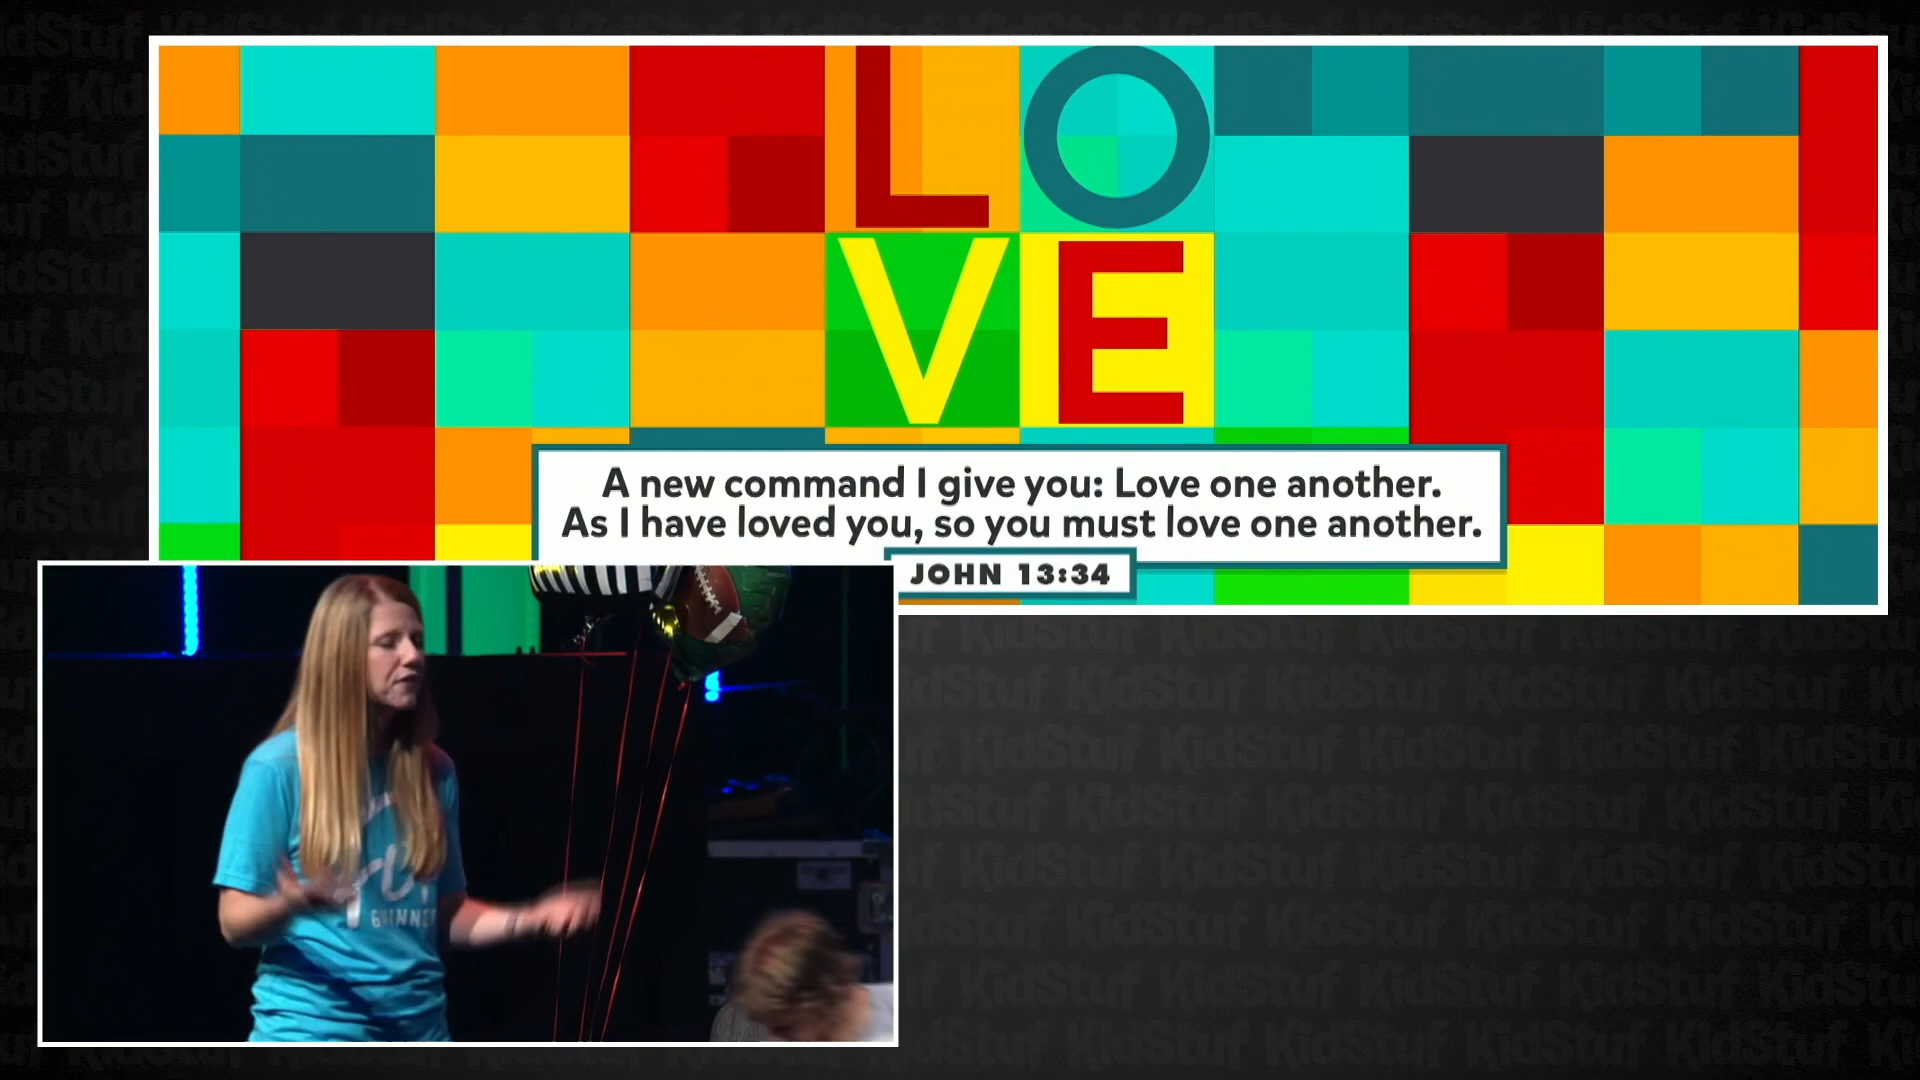 LO
VE
A new command I give you: Love one another.
As I have loved you, so you must love one another.
JOHN 13:34
KidStuf